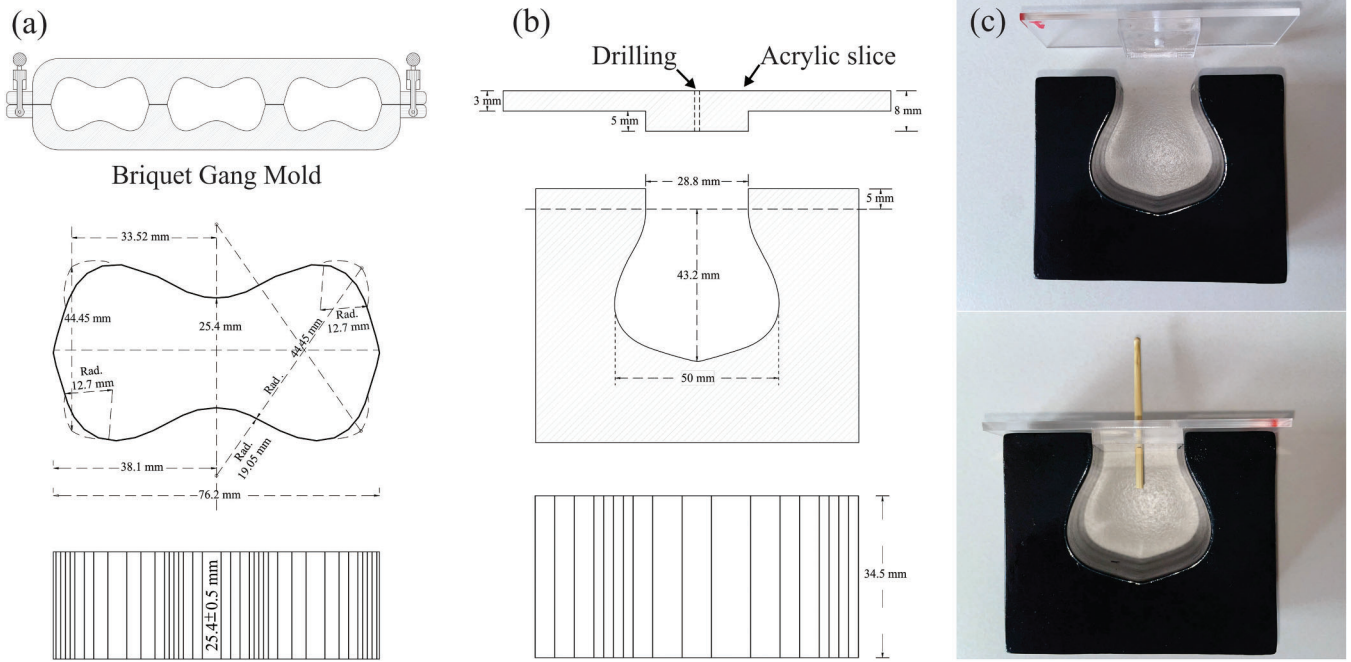 (a)
Briquet Gang Mold
33.52 mm
44.45 mm
25.4 mm
Rad.
12.7 mm
44.45 mm
Rad.
12.7 mm
Rad.
Rad.
19.05 mm
38.1 mm
76.2 mm
25.4±0.5 mm
(b)
Drilling
Acrylic slice
3 mm
5 mm
8 mm
28.8 mm
5 mm
43.2 mm
50 mm
34.5 mm
(c)